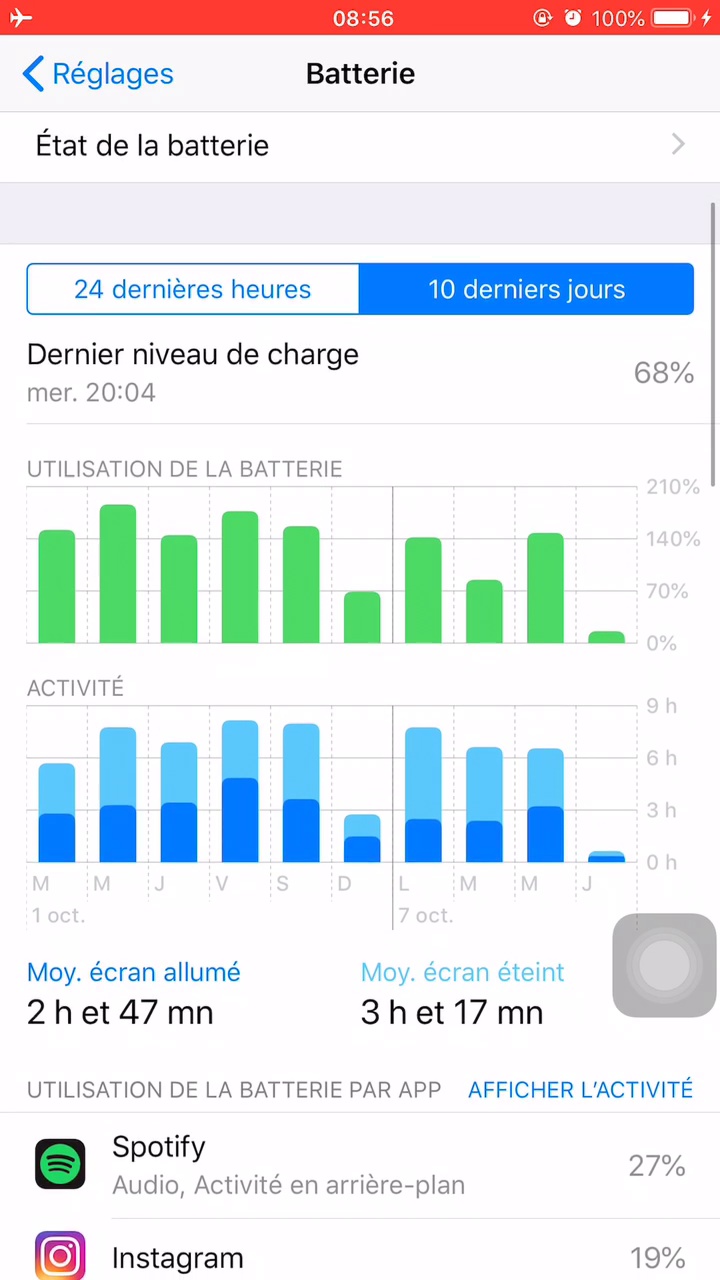 08:56 100%
Réglages Batterie
État de la batterie
24 dernières heures 10 derniers jours
Dernier niveau de charge
mer. 20:04 68%
UTILISATION DE LA BATTERIE
210%
140%
70%
0%
ACTIVITÉ
9 h
6 h
3 h
0 h
M M J V S D L M M J
1 oct. 7 oct.
Moy. écran allumé Moy. écran éteint
2 h et 47 mn 3 h et 17 mn
UTILISATION DE LA BATTERIE PAR APP AFFICHER L’ACTIVITÉ
Spotify
Audio, Activité en arrière-plan 27%
Instagram 19%